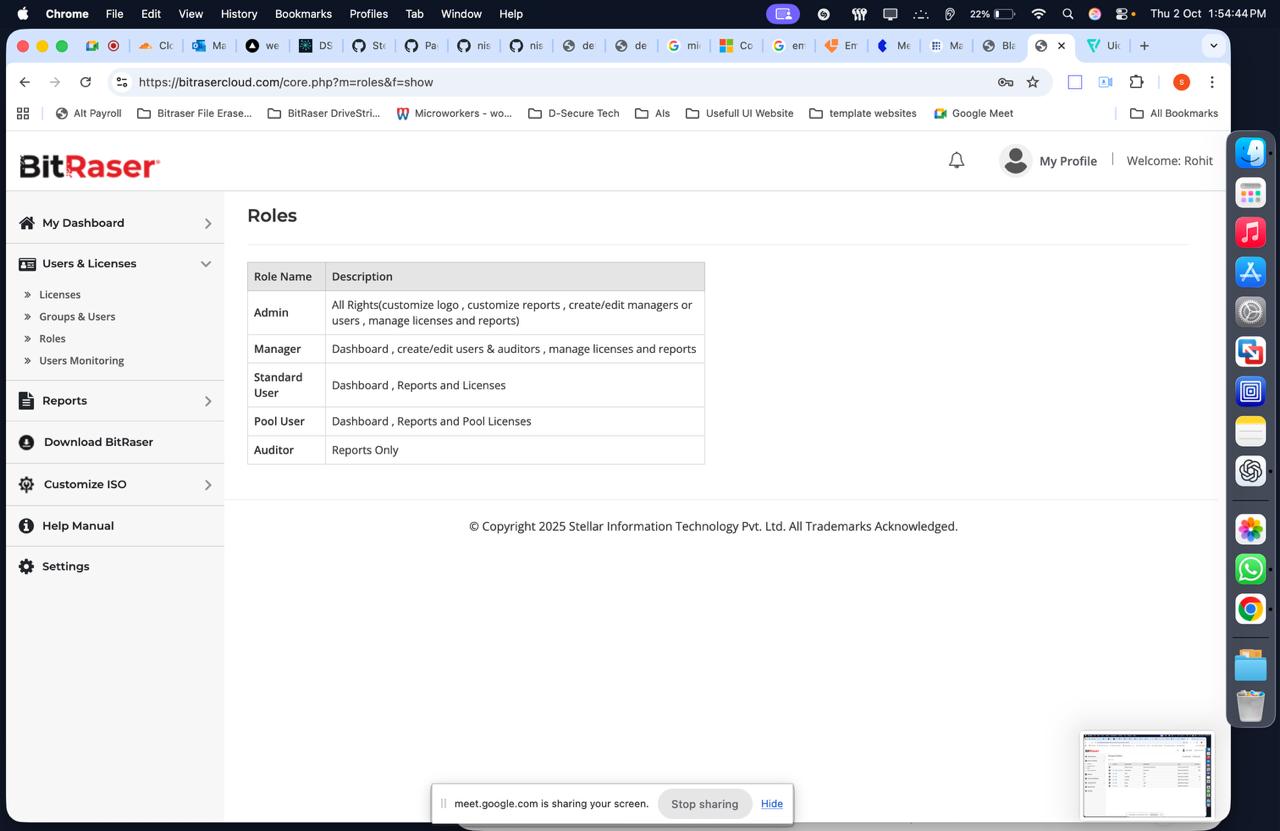 Chrome File Edit View History Bookmarks Profiles Tab Window Help 22% Thu 2 Oct 1:54:44 PM
Clc Ma we DS Ste Pa nis nis de de mi Co em En Me Ma Bla Uic
https://bitrasercloud.com/core.php?m=roles&f=show s
Alt Payroll Bitraser File Erase... BitRaser DriveStri... Microworkers - wo... D-Secure Tech AIs Usefull UI Website template websites Google Meet All Bookmarks
BitRaser®
My Profile | Welcome: Rohit
My Dashboard
Users & Licenses
» Licenses
» Groups & Users
» Roles
» Users Monitoring
Reports
Download BitRaser
Customize ISO
Help Manual
Settings
Roles
Role Name Description
Admin All Rights(customize logo , customize reports , create/edit managers or
users , manage licenses and reports)
Manager Dashboard , create/edit users & auditors , manage licenses and reports
Standard
User Dashboard , Reports and Licenses
Pool User Dashboard , Reports and Pool Licenses
Auditor Reports Only
© Copyright 2025 Stellar Information Technology Pvt. Ltd. All Trademarks Acknowledged.
meet.google.com is sharing your screen. Stop sharing Hide